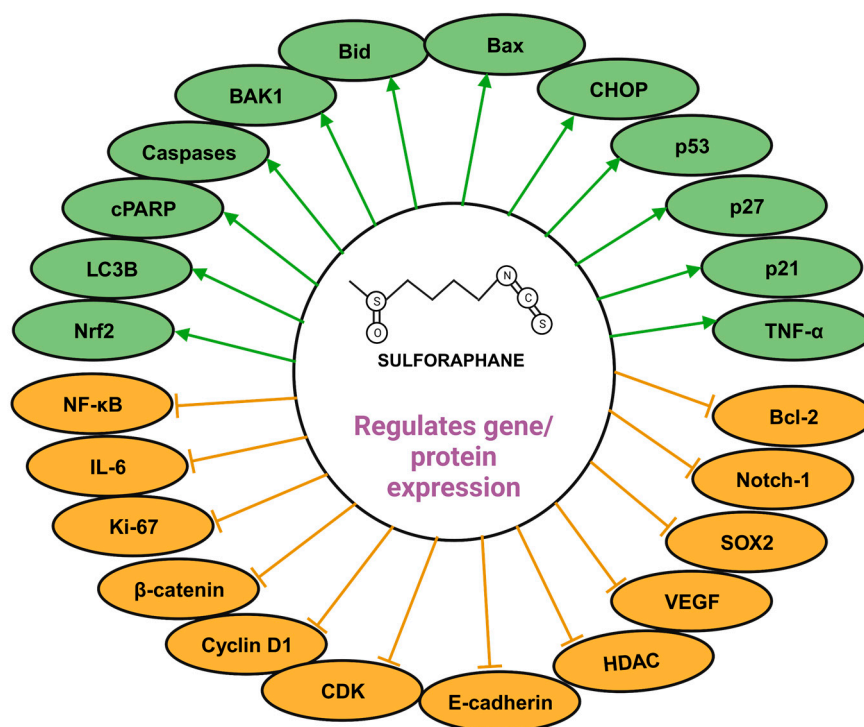 Bid
Bax
BAK1
CHOP
Caspases
p53
cPARP
p27
LC3B
p21
Nrf2
TNF-α
N
S
C
O
S
SULFORAPHANE
Regulates gene/
protein
expression
NF-κB
Bcl-2
IL-6
Notch-1
Ki-67
SOX2
β-catenin
VEGF
Cyclin D1
HDAC
CDK
E-cadherin